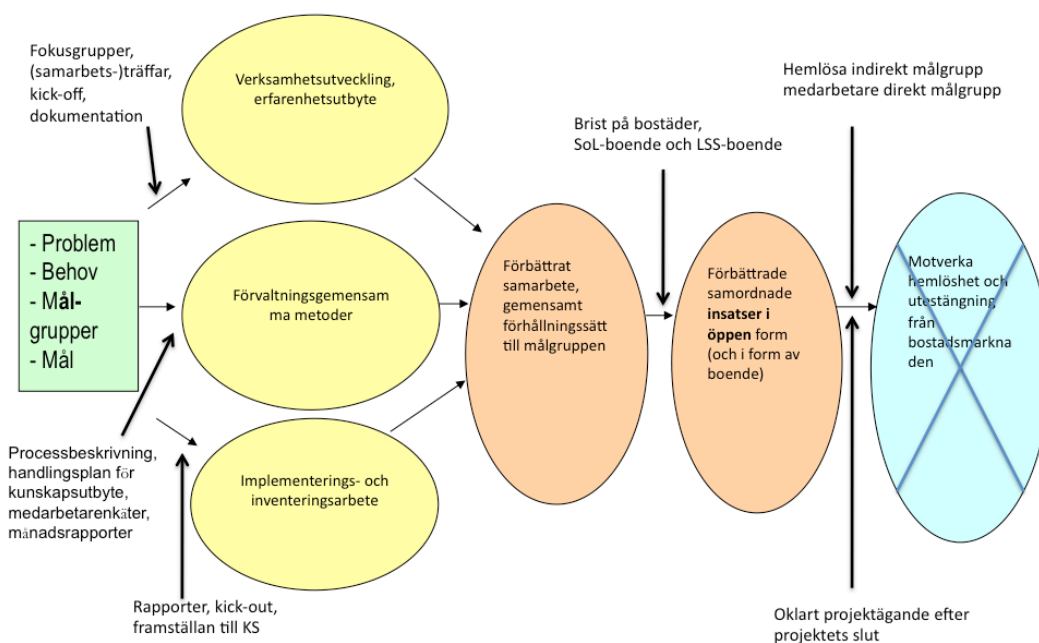 Fokusgrupper,
(samarbets-)träffar,
kick-off,
dokumentation
Verksamhetsutveckling,
erfarenhetsutbyte
Hemlösa indirekt målgrupp
medarbetare direkt målgrupp
Brist på bostäder,
SoL-boende och LSS-boende
- Problem
- Behov
- Mål-
grupper
- Mål
Förvaltningsgemensam
ma metoder
Förbättrat
samarbete,
gemensamt
förhållningssätt
till målgruppen
Förbättrade
samordnade
insatser i
öppen form
(och i form av
boende)
Motverka
hemlöshet och
utestängning
från
bostadsmarkna
den
Processbeskrivning,
handlingsplan för
kunskapsutbyte,
medarbetarenkäter,
månadsrapporter
Implementerings- och
inventeringsarbete
Rapporter, kick-out,
framställan till KS
Oklart projektägande efter
projektets slut